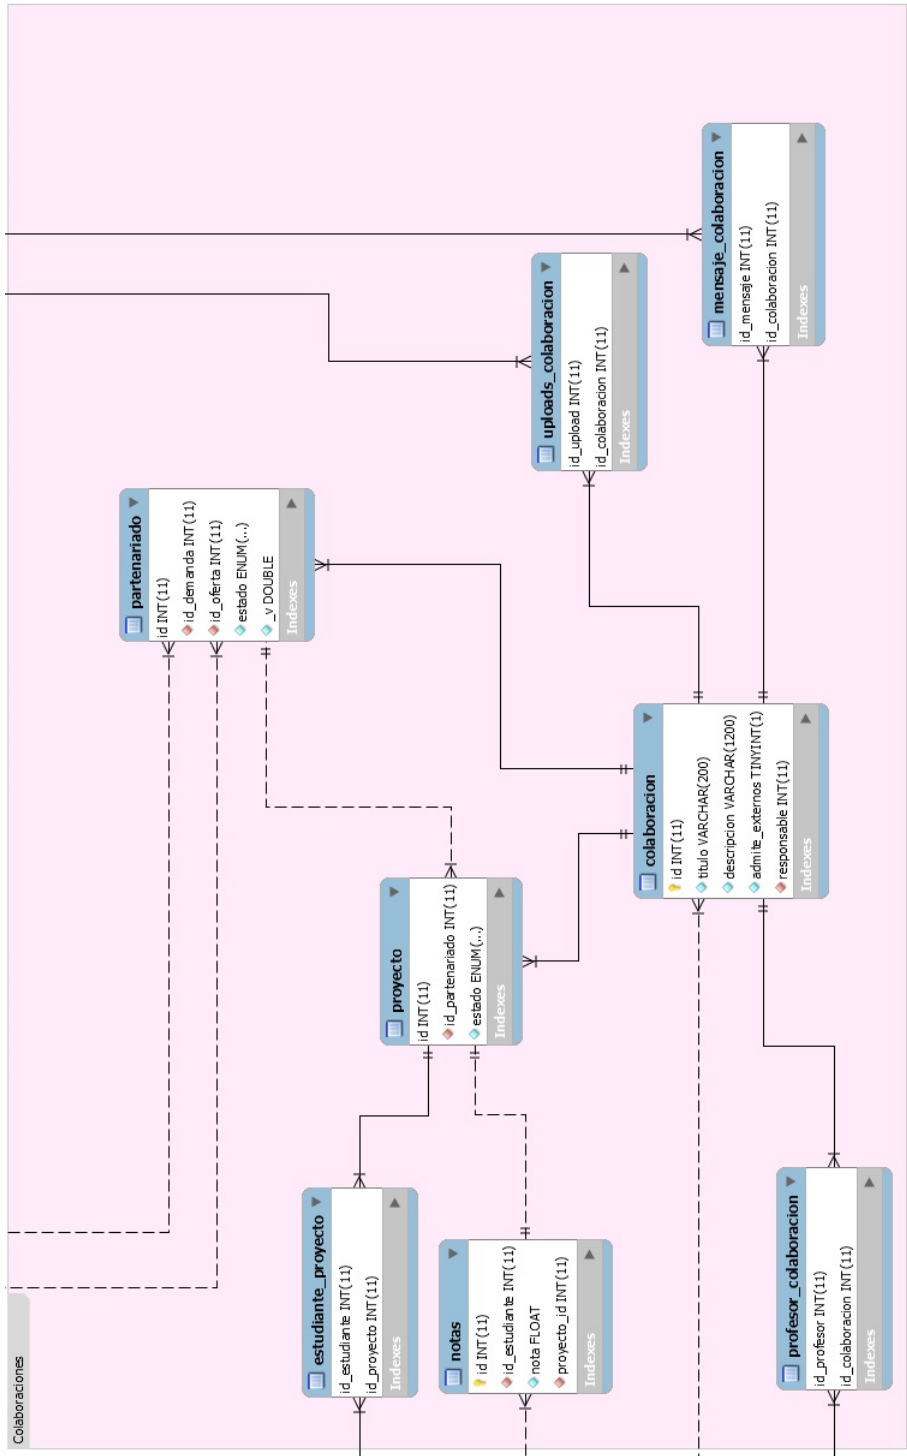 Colaboraciones
estudiante_proyecto
id_estudiante INT(11)
id_proyecto INT(11)
Indexes
notas
id INT(11)
id_estudiante INT(11)
nota FLOAT
proyecto_id INT(11)
Indexes
profesor_colaboracion
id_profesor INT(11)
id_colaboracion INT(11)
Indexes
proyecto
id INT(11)
id_partenariado INT(11)
estado ENUM(...)
Indexes
colaboracion
id INT(11)
titulo VARCHAR(200)
descripcion VARCHAR(1200)
admite_externos TINYINT(1)
responsable INT(11)
Indexes
partenariado
id INT(11)
id_demanda INT(11)
id_oferta INT(11)
estado ENUM(...)
_v DOUBLE
Indexes
uploads_colaboracion
id_upload INT(11)
id_colaboracion INT(11)
Indexes
mensaje_colaboracion
id_mensaje INT(11)
id_colaboracion INT(11)
Indexes